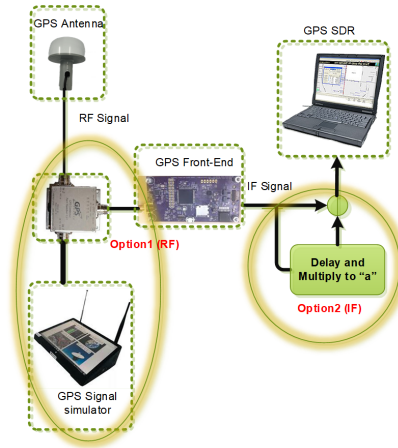 GPS Antenna
GPS SDR
RF Signal
GPS Front-End
IF Signal
GPS
Option1 (RF)
Delay and
Multiply to “a”
Option2 (IF)
GPS Signal
simulator